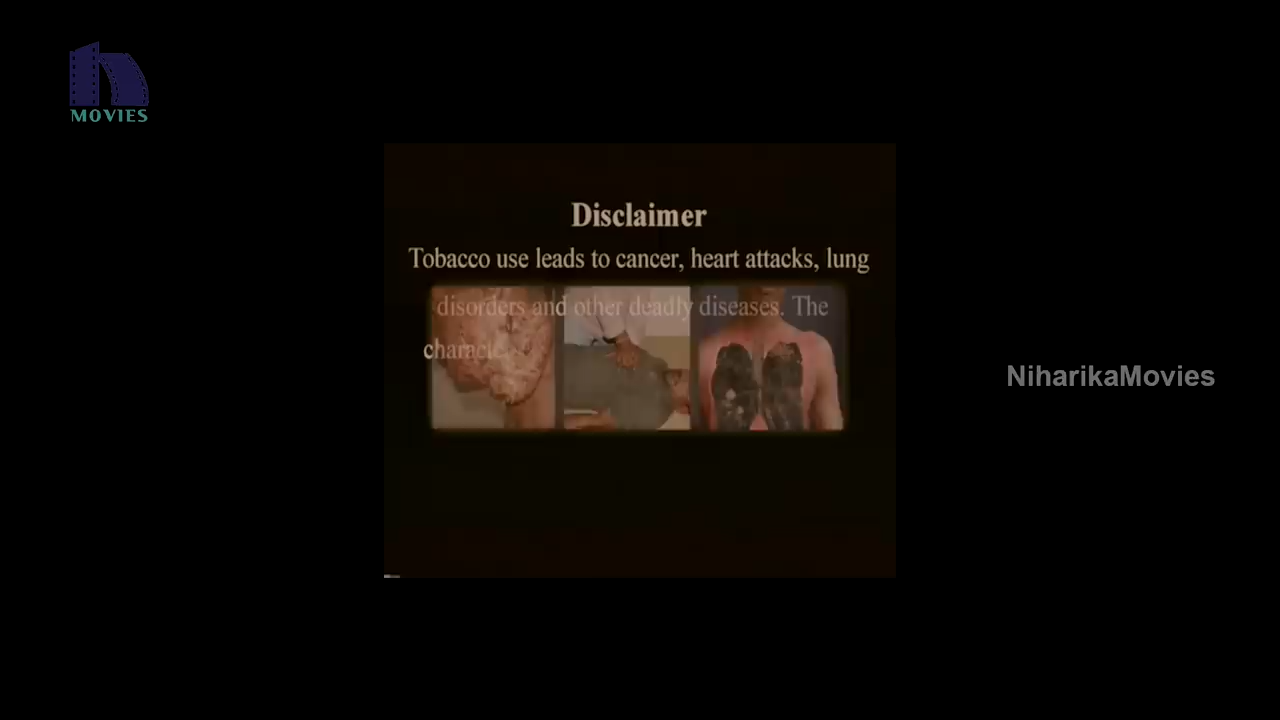 MOVIES
Disclaimer
Tobacco use leads to cancer, heart attacks, lung
disorders and other deadly diseases. The
NiharikaMovies